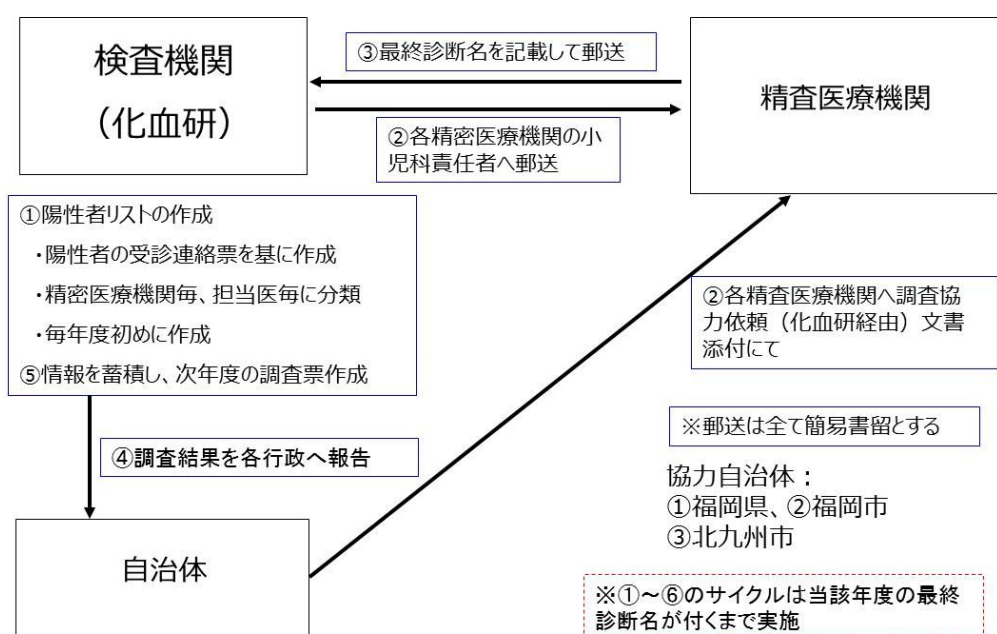 検査機関
（化血研）
③最終診断名を記載して郵送
②各精密医療機関の小
児科責任者へ郵送
精査医療機関
①陽性者リストの作成
・陽性者の受診連絡票を基に作成
・精密医療機関毎、担当医毎に分類
・毎年度初めに作成
⑤情報を蓄積し、次年度の調査票作成
②各精査医療機関へ調査協
力依頼（化血研経由）文書
添付にて
④調査結果を各行政へ報告
※郵送は全て簡易書留とする
協力自治体：
①福岡県、②福岡市
③北九州市
自治体
※①～⑥のサイクルは当該年度の最終
診断名が付くまで実施